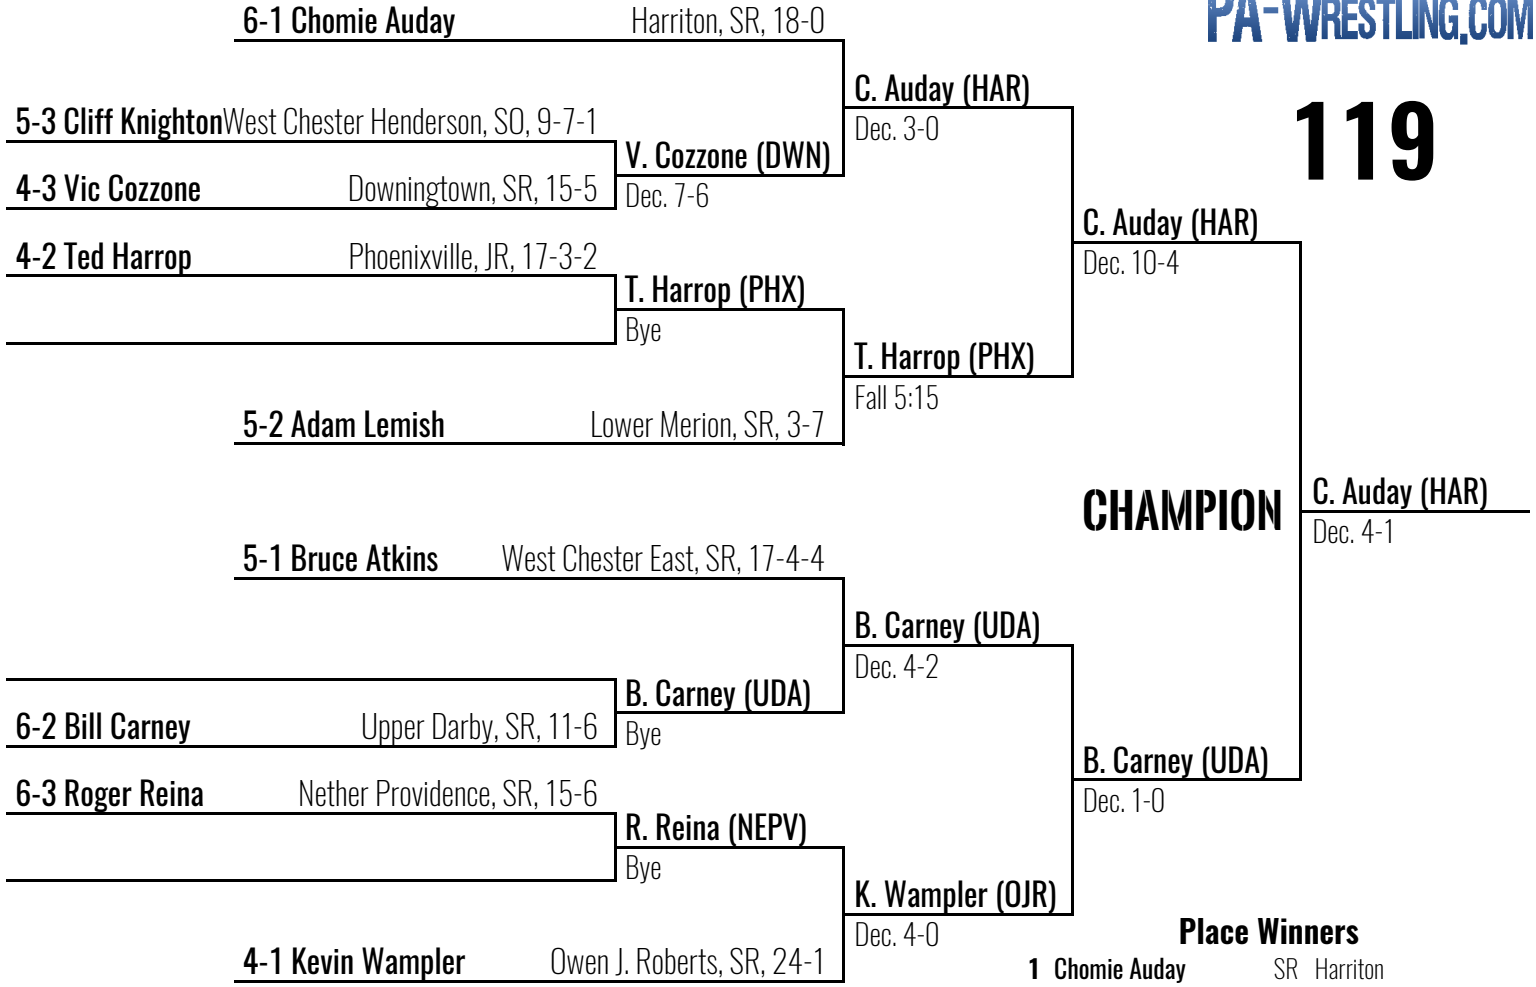 6-1 Chomie Auday Harriton, SR, 18-0
PA-WRESTLING.COM
C. Auday (HAR)
Dec. 3-0
119
5-3 Cliff Knighton West Chester Henderson, SO, 9-7-1
V. Cozzone (DWN)
Dec. 7-6
4-3 Vic Cozzone Downingtown, SR, 15-5
C. Auday (HAR)
Dec. 10-4
4-2 Ted Harrop Phoenixville, JR, 17-3-2
T. Harrop (PHX)
Bye
T. Harrop (PHX)
Fall 5:15
5-2 Adam Lemish Lower Merion, SR, 3-7
CHAMPION
C. Auday (HAR)
Dec. 4-1
5-1 Bruce Atkins West Chester East, SR, 17-4-4
B. Carney (UDA)
Dec. 4-2
B. Carney (UDA)
Bye
6-2 Bill Carney Upper Darby, SR, 11-6
B. Carney (UDA)
Dec. 1-0
6-3 Roger Reina Nether Providence, SR, 15-6
R. Reina (NEPV)
Bye
K. Wampler (OJR)
Dec. 4-0
4-1 Kevin Wampler Owen J. Roberts, SR, 24-1
Place Winners
1 Chomie Auday SR Harriton